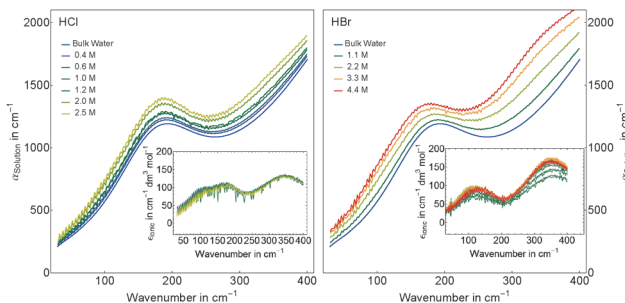 HCl
Bulk Water
0.4 M
0.6 M
1.0 M
1.2 M
2.0 M
2.5 M
αSolution in cm⁻¹
2000
1500
1000
500
0
100
200
300
400
Wavenumber in cm⁻¹
εionic in cm⁻¹ dm³ mol⁻¹
200
150
100
50
0
50 100 150 200 250 300 350 400
Wavenumber in cm⁻¹
HBr
Bulk Water
1.1 M
2.2 M
3.3 M
4.4 M
2000
1500
1000
500
0
100
200
300
400
Wavenumber in cm⁻¹
εionic in cm⁻¹ dm³ mol⁻¹
200
150
100
50
0
100 200 300 400
Wavenumber in cm⁻¹